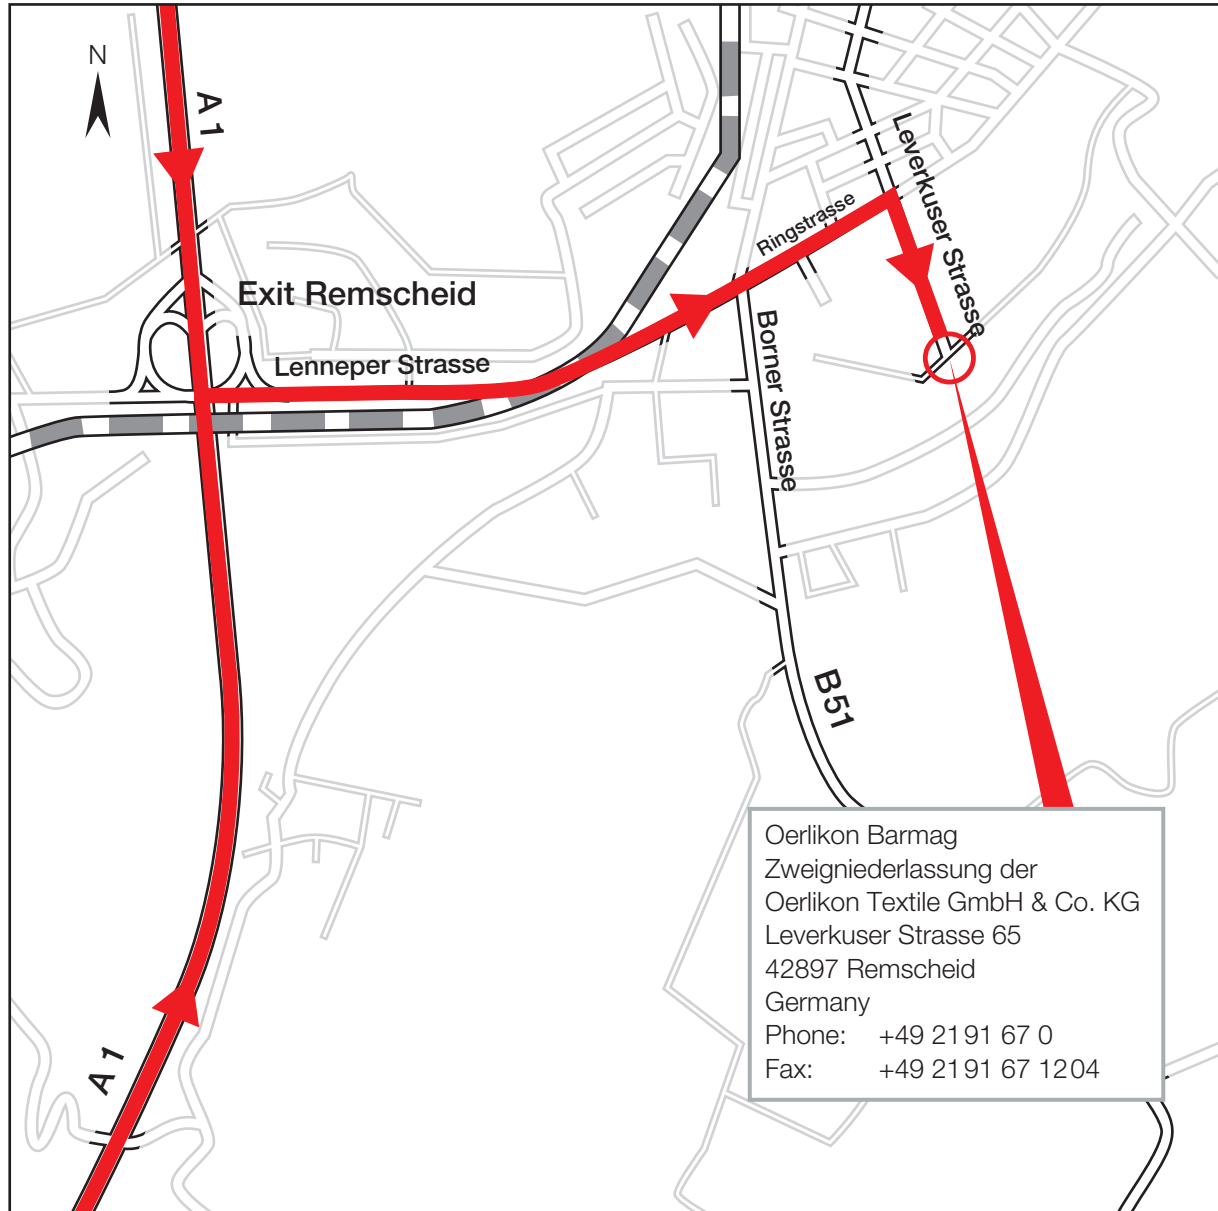 N
A 1
Exit Remscheid
Lenneper Strasse
Ringstrasse
Leverkuser Strasse
Borner Strasse
B51
A 1
Oerlikon Barmag
Zweigniederlassung der
Oerlikon Textile GmbH & Co. KG
Leverkuser Strasse 65
42897 Remscheid
Germany
Phone: +49 2191 67 0
Fax: +49 2191 67 1204